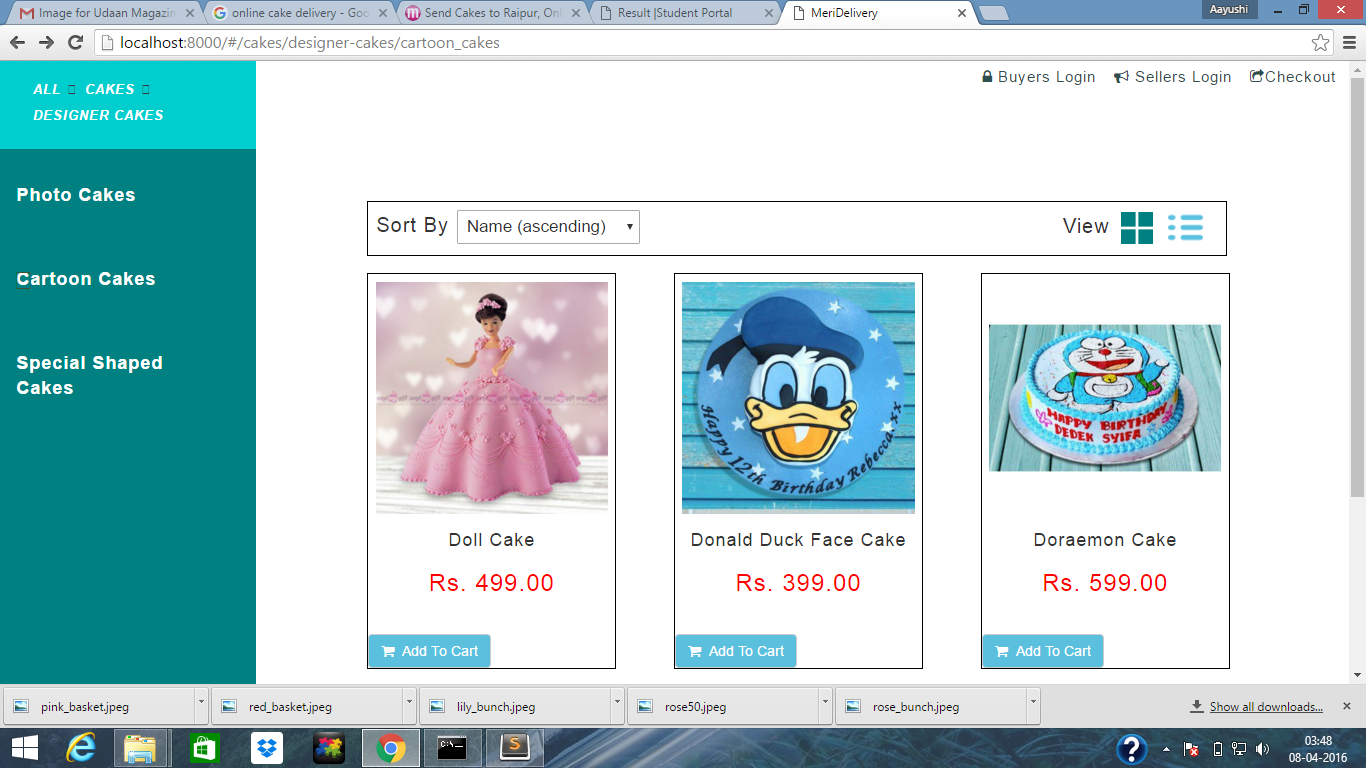 Image for Udaan Magazin
online cake delivery - Goo
Send Cakes to Raipur, Onl
Result |Student Portal
MeriDelivery
Aayushi
localhost:8000/#/cakes/designer-cakes/cartoon_cakes
ALL CAKES
DESIGNER CAKES
Buyers Login Sellers Login Checkout
Photo Cakes
Cartoon Cakes
Special Shaped
Cakes
Sort By Name (ascending) View
Happy 12th Birthday Rebecca.xx
HAPPY BIRTHDAY
DEDEK SYIFA
Doll Cake
Donald Duck Face Cake
Doraemon Cake
Rs. 499.00
Rs. 399.00
Rs. 599.00
Add To Cart
Add To Cart
Add To Cart
pink_basket.jpeg
red_basket.jpeg
lily_bunch.jpeg
rose50.jpeg
rose_bunch.jpeg
Show all downloads...
C:\
03:48
08-04-2016